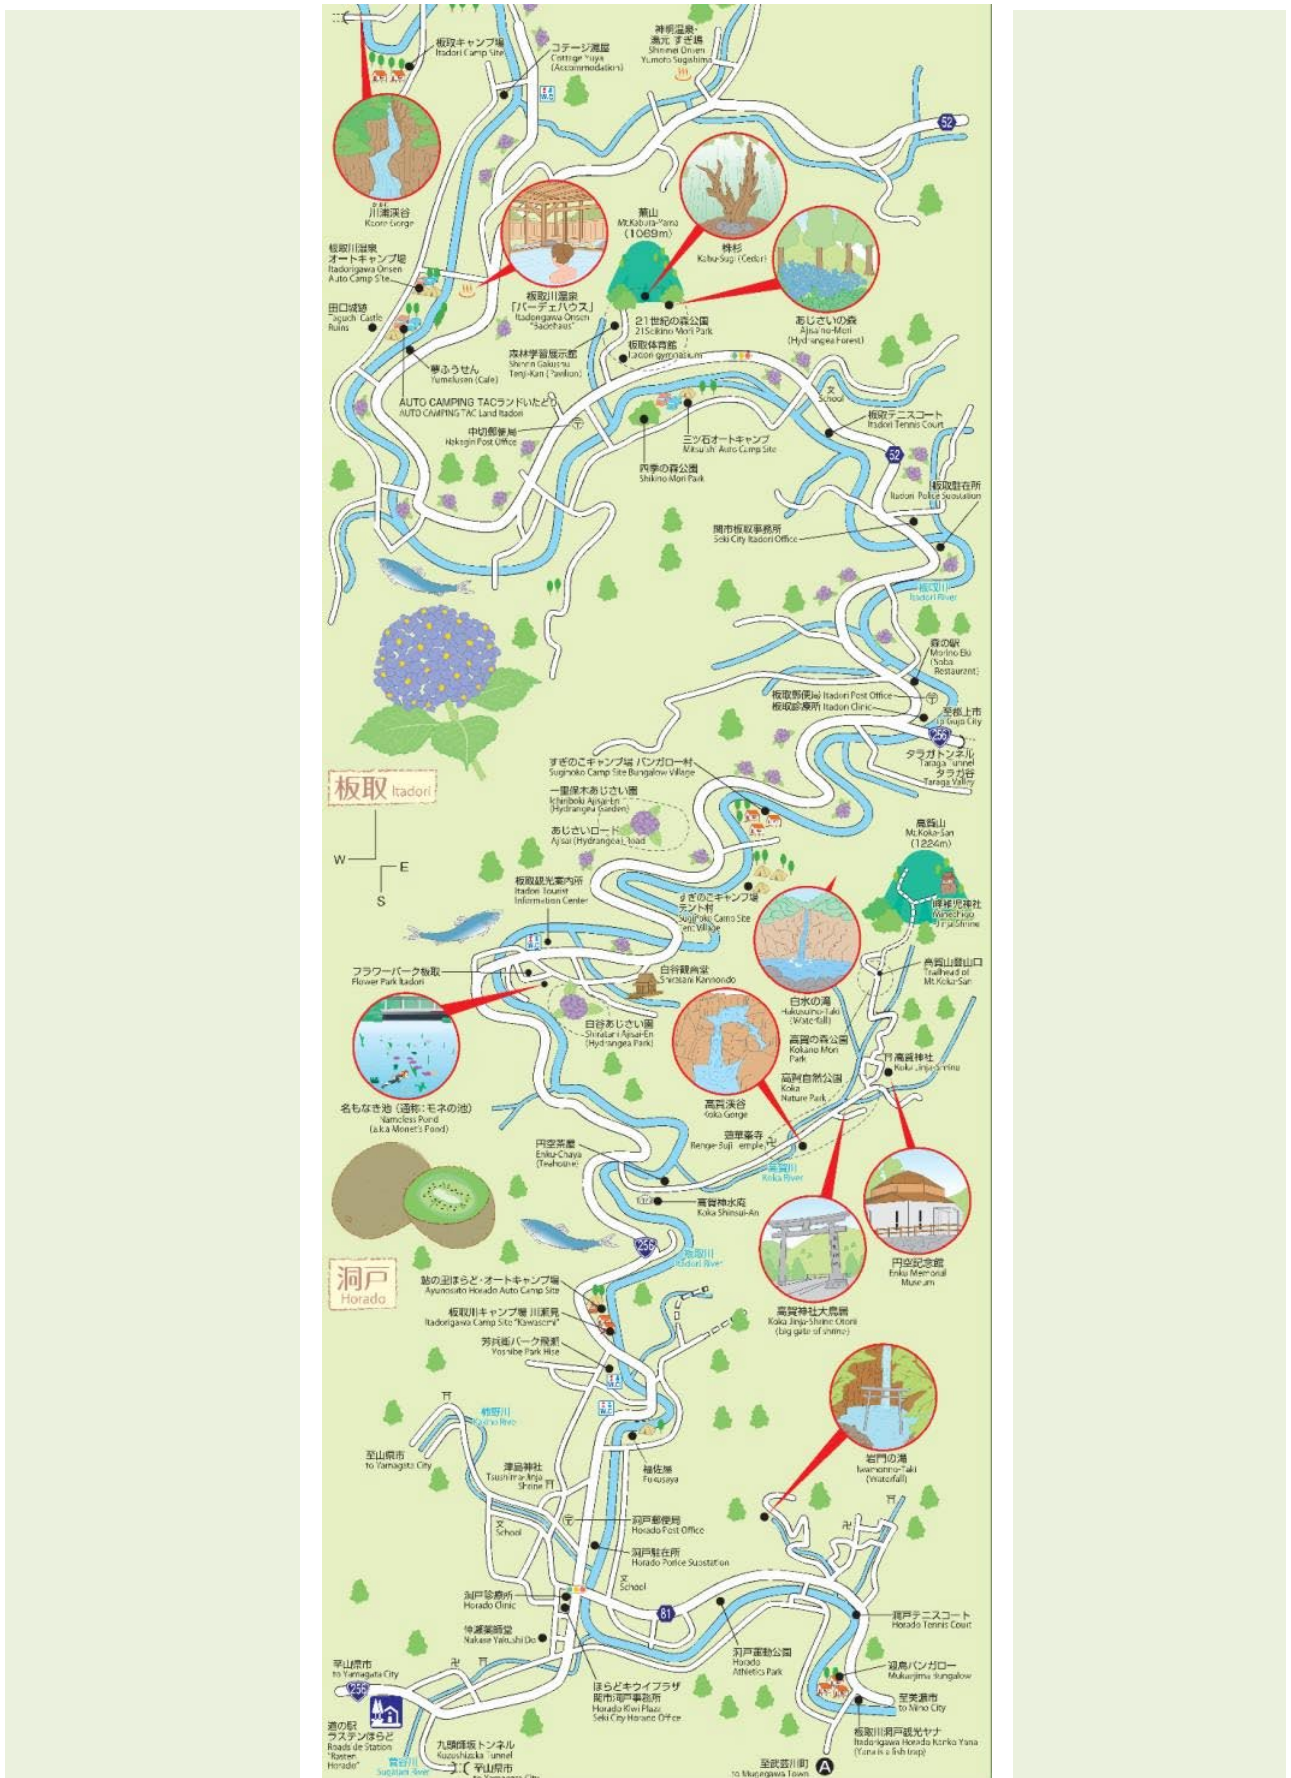 板取キャンプ場
Itadori Camp Site
コテージ遊屋
Cottage Yuya
(Accommodation)
神明温泉・
湯元 すぎ嶋
Shinmei Onsen
Yumoto Sugishima
52
川浦渓谷
Kaore Gorge
蕪山
Mt.Kabura-Yama
(1069m)
株杉
Kabu-Sugi (Cedar)
板取川温泉
オートキャンプ場
Itadorigawa Onsen
Auto Camp Site
田口城跡
Taguchi Castle
Ruins
板取川温泉
「バーデェハウス」
Itadorigawa Onsen
"Badehaus"
21世紀の森公園
21Seikino Mori Park
あじさいの森
Ajisaino-Mori
(Hydrangea Forest)
森林学習展示館
Shinrin Gakushu
Tenji-Kan (Pavilion)
板取体育館
Itadori gymnasium
夢ふうせん
Yumefusen (Cafe)
AUTO CAMPING TACランドいたどり
AUTO CAMPING TAC Land Itadori
中切郵便局
Nakagiri Post Office
文
School
板取テニスコート
Itadori Tennis Court
三ツ石オートキャンプ
Mitsuishi Auto Camp Site
52
四季の森公園
Shikino Mori Park
板取駐在所
Itadori Police Substation
関市板取事務所
Seki City Itadori Office
板取川
Itadori River
森の駅
Morino Eki
(Soba
Restaurant)
板取郵便局 Itadori Post Office
板取診療所 Itadori Clinic
至郡上市
to Gujo City
256
タラガトンネル
Taraga Tunnel
タラガ谷
Taraga Valley
すぎのこキャンプ場 バンガロー村
Suginoko Camp Site Bungalow Village
板取 Itadori
一里保木あじさい園
Ichiriboki Ajisai-En
(Hydrangea Garden)
あじさいロード
Ajisai (Hydrangea) Road
高賀山
Mt.Koka-San
(1224m)
W
E
S
板取観光案内所
Itadori Tourist
Information Center
すぎのこキャンプ場
テント村
Suginoko Camp Site
Tent Village
峰稚児神社
Minechigo
Jinja-Shrine
フラワーパーク板取
Flower Park Itadori
白谷観音堂
Shiratani Kannondo
高賀山登山口
Trailhead of
Mt.Koka-San
白水の滝
Hakusuino-Taki
(Waterfall)
白谷あじさい園
Shiratani Ajisai-En
(Hydrangea Park)
高賀の森公園
Kokano Mori
Park
高賀神社
Koka Jinja-Shrine
高賀自然公園
Koka
Nature Park
名もなき池 (通称:モネの池)
Nameless Pond
(a.k.a Monet's Pond)
高賀渓谷
Koka Gorge
蓮華峯寺
Renge-Buji Temple
円空茶屋
Enku-Chaya
(Teahouse)
高賀川
Koka River
高賀神水庵
Koka Shinsui-An
256
板取川
Itadori River
円空記念館
Enku Memorial
Museum
洞戸
Horado
鮎の里ほらど・オートキャンプ場
Ayunosato Horado Auto Camp Site
板取川キャンプ場 川瀬見
Itadorigawa Camp Site "Kawasemi"
高賀神社大鳥居
Koka Jinja-Shrine Otorii
(big gate of shrine)
芳兵衛パーク飛瀬
Yoshibe Park Hise
柿野川
Kakino River
至山県市
to Yamagata City
津島神社
Tsushima-Jinja
Shrine
福佐屋
Fukusaya
岩門の滝
Iwamonno-Taki
(Waterfall)
文
School
洞戸郵便局
Horado Post Office
洞戸駐在所
Horado Porice Substation
文
School
洞戸診療所
Horado Clinic
81
洞戸テニスコート
Horado Tennis Court
仲瀬薬師堂
Nakase Yakushi Do
洞戸運動公園
Horado
Athletics Park
至山県市
to Yamagata City
256
迎島バンガロー
Mukaejima Bungalow
ほらどキウイプラザ
関市洞戸事務所
Horado Kiwi Plaza
Seki City Horado Office
至美濃市
to Mino City
道の駅
ラステンほらど
Roadside Station
"Rasten
Horado"
板取川洞戸観光ヤナ
Itadorigawa Horado Kanko Yana
(Yana is a fish trap)
九頭師坂トンネル
Kuzushizaka Tunnel
至山県市
to Yamagata City
菅谷川
Sugatani River
至武芸川町
to Mugegawa Town
A